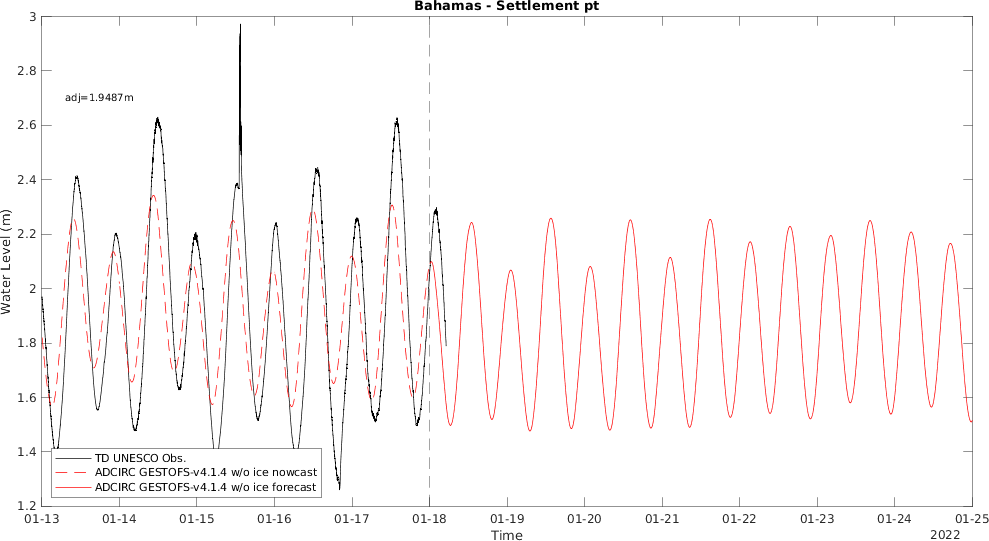 Bahamas - Settlement pt
3
2.8
adj=1.9487m
2.6
2.4
2.2
2
1.8
1.6
1.4
1.2
Water Level (m)
TD UNESCO Obs.
ADCIRC GESTOFS-v4.1.4 w/o ice nowcast
ADCIRC GESTOFS-v4.1.4 w/o ice forecast
01-13 01-14 01-15 01-16 01-17 01-18 01-19 01-20 01-21 01-22 01-23 01-24 01-25
Time
2022